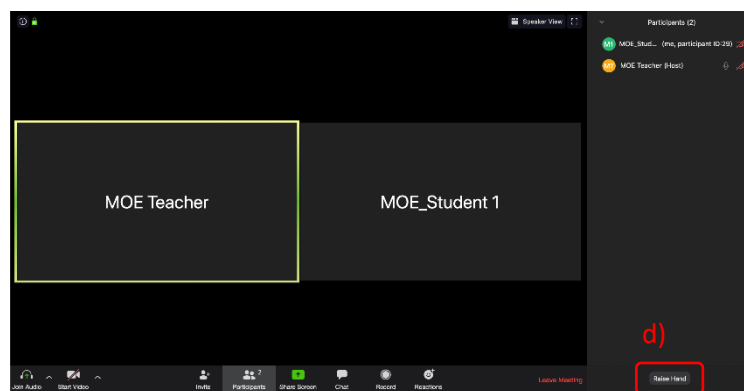 Speaker View
Participants (2)
M1 MOE_Stud... (me, participant ID:29)
MT MOE Teacher (Host)
MOE Teacher
MOE_Student 1
d)
Raise Hand
2
Join Audio Start Video Invite Participants Share Screen Chat Record Reactions Leave Meeting